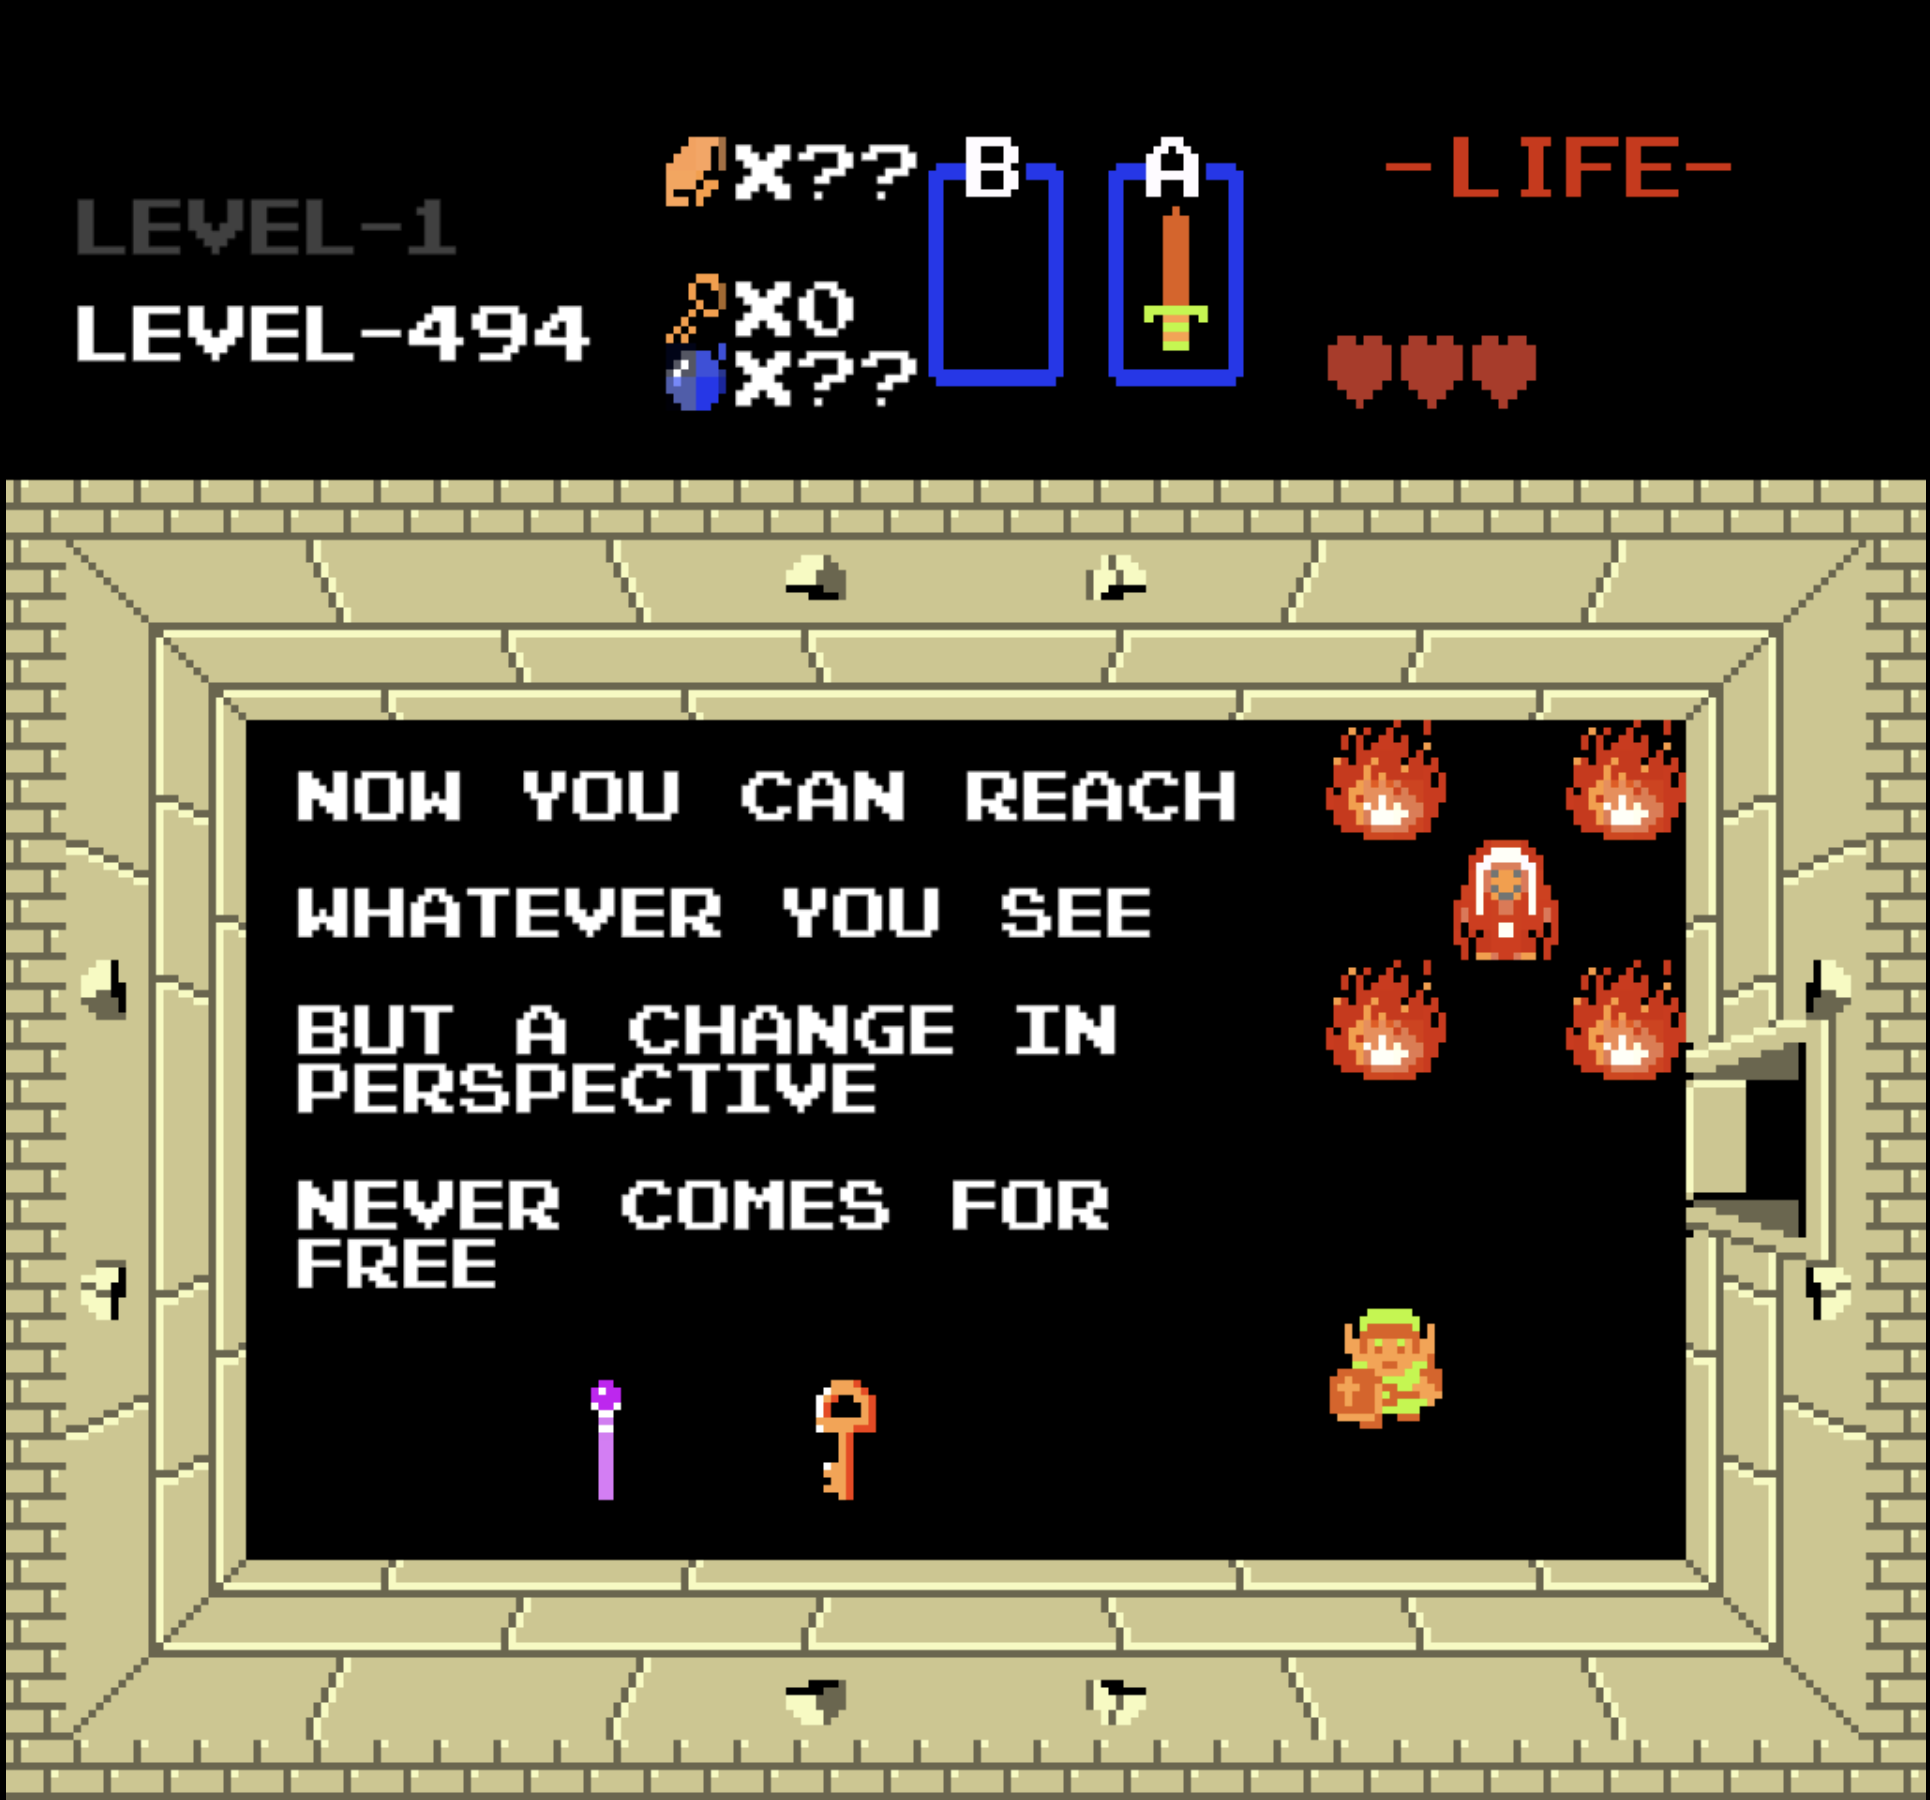 X??
B
A
-LIFE-
LEVEL-1
X0
LEVEL-494
X??
NOW YOU CAN REACH
WHATEVER YOU SEE
BUT A CHANGE IN
PERSPECTIVE
NEVER COMES FOR
FREE